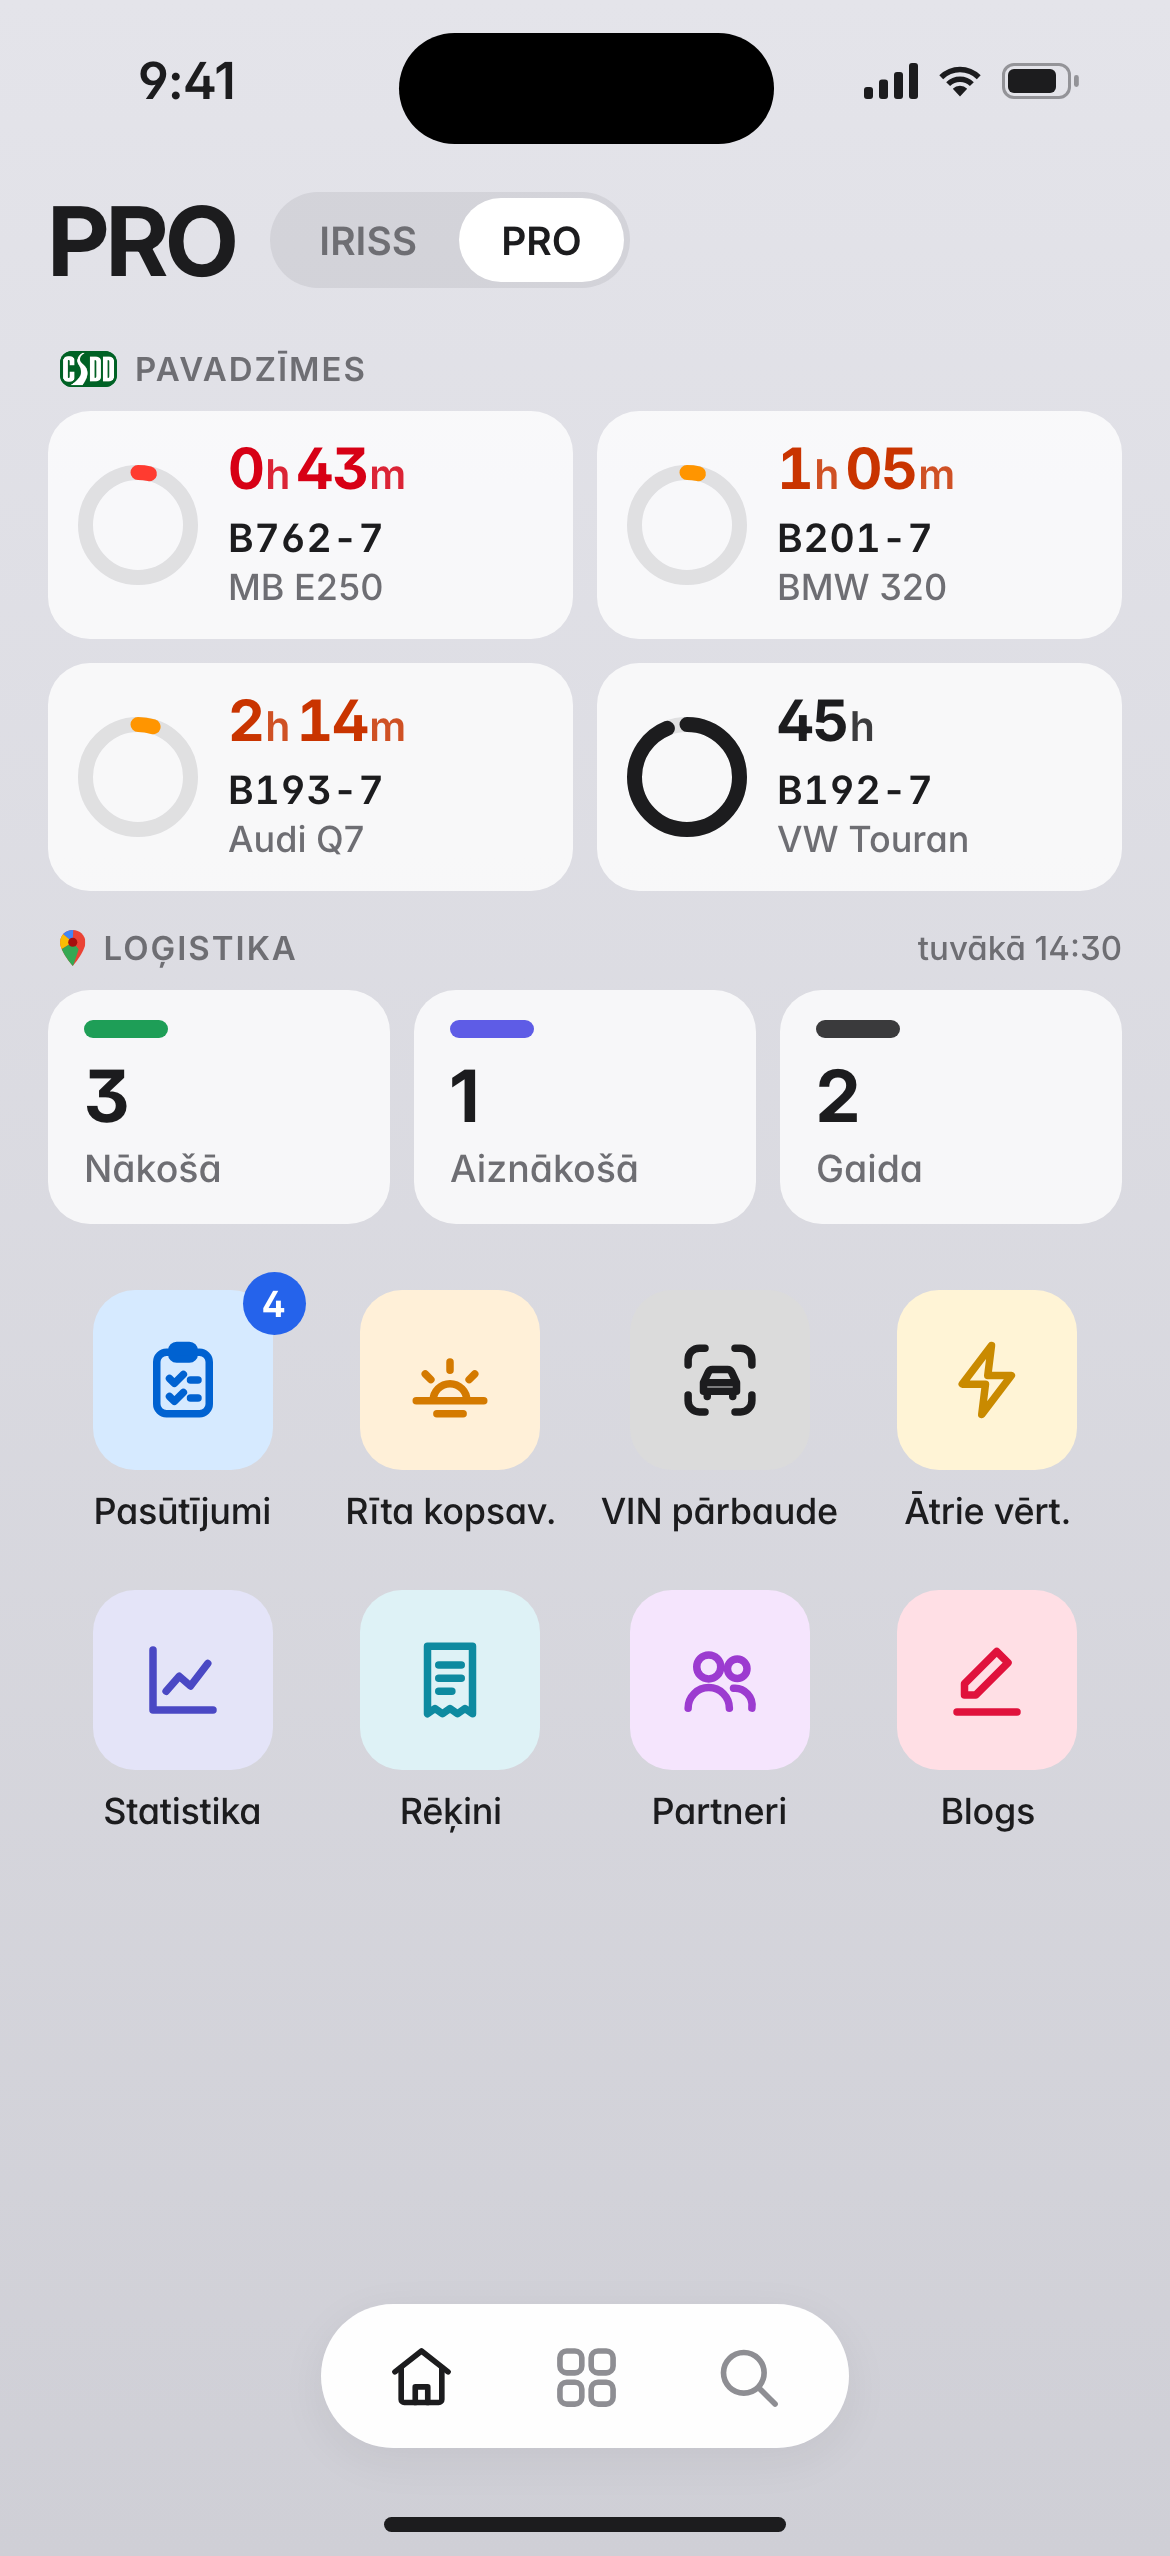 9:41
PRO
IRISS PRO
CSDD PAVADZĪMES
0h 43m
B762-7
MB E250
1h 05m
B201-7
BMW 320
2h 14m
B193-7
Audi Q7
45h
B192-7
VW Touran
LOĢISTIKA
tuvākā 14:30
3
Nākošā
1
Aiznākošā
2
Gaida
4
Pasūtījumi
Rīta kopsav.
VIN pārbaude
Ātrie vērt.
Statistika
Rēķini
Partneri
Blogs